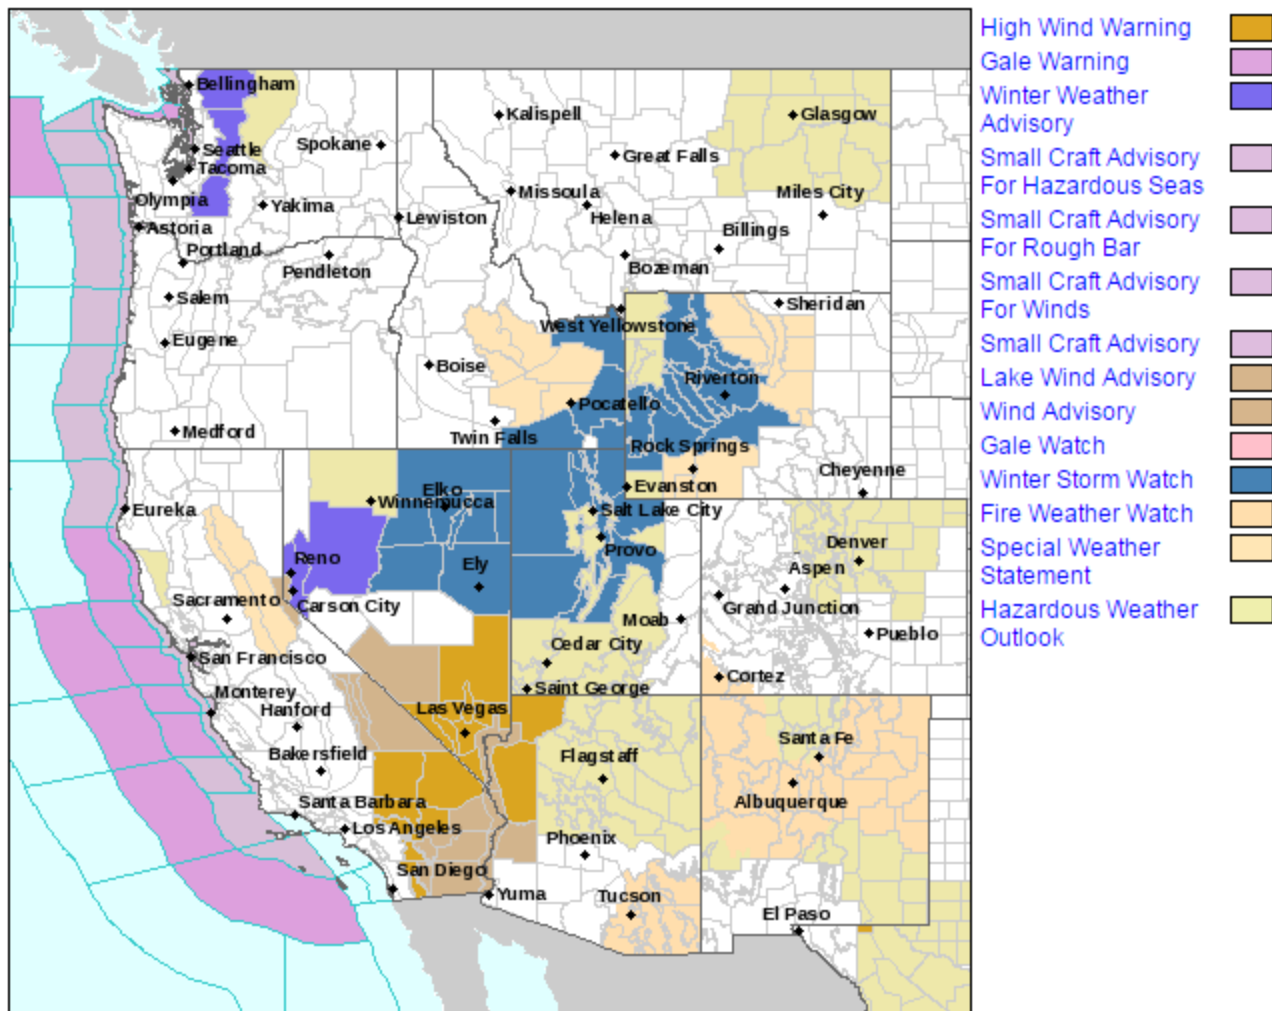 High Wind Warning
Gale Warning
Winter Weather
Advisory
Small Craft Advisory
For Hazardous Seas
Small Craft Advisory
For Rough Bar
Small Craft Advisory
For Winds
Small Craft Advisory
Lake Wind Advisory
Wind Advisory
Gale Watch
Winter Storm Watch
Fire Weather Watch
Special Weather
Statement
Hazardous Weather
Outlook
Bellingham
Kalispell
Glasgow
Seattle
Spokane
Great Falls
Tacoma
Missoula
Miles City
Olympia
Yakima
Helena
Lewiston
Astoria
Billings
Portland
Pendleton
Bozeman
Salem
Sheridan
West Yellowstone
Eugene
Boise
Riverton
Pocatello
Medford
Twin Falls
Rock Springs
Cheyenne
Elko
Evanston
Winnemucca
Eureka
Salt Lake City
Denver
Provo
Reno
Ely
Aspen
Sacramento
Carson City
Grand Junction
Moab
Pueblo
Cedar City
San Francisco
Cortez
Saint George
Monterey
Hanford
Las Vegas
Santa Fe
Bakersfield
Flagstaff
Santa Barbara
Albuquerque
Los Angeles
Phoenix
San Diego
Yuma
Tucson
El Paso